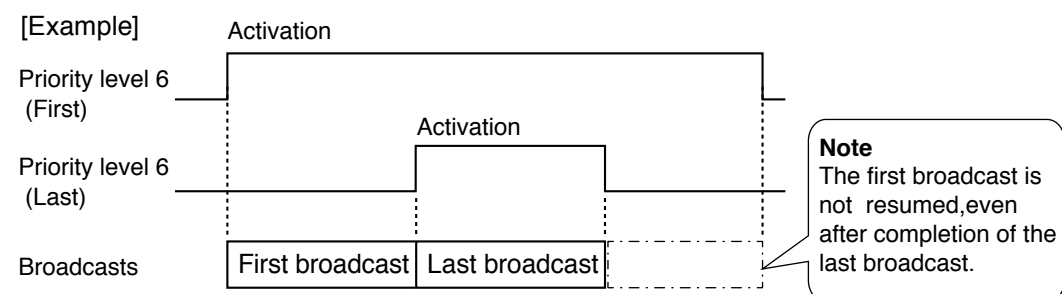 [Example]
Activation
Priority level 6
(First)
Activation
Priority level 6
(Last)
Broadcasts
First broadcast
Last broadcast
Note
The first broadcast is
not resumed,even
after completion of the
last broadcast.